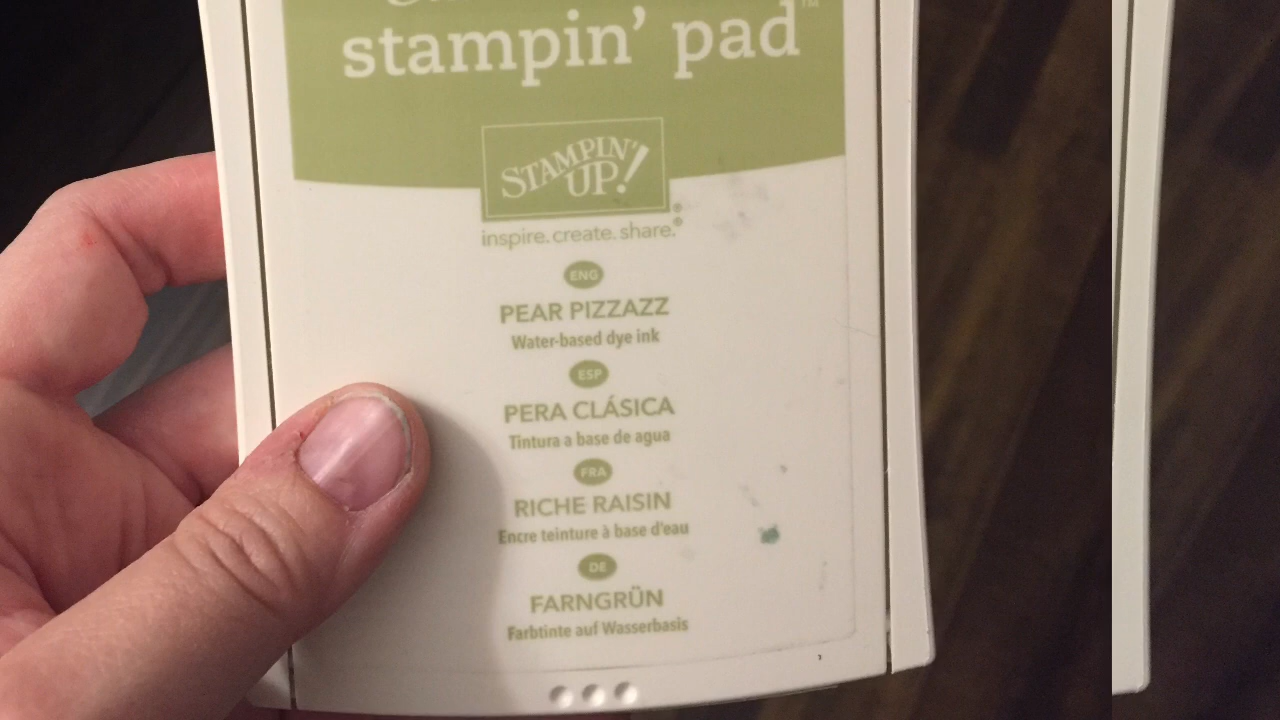 stampin' pad™
STAMPIN' UP!®
inspire. create. share.®
ENG
PEAR PIZZAZZ
Water-based dye ink
ESP
PERA CLÁSICA
Tintura a base de agua
FRA
RICHE RAISIN
Encre teinture à base d'eau
DE
FARNGRÜN
Farbtinte auf Wasserbasis